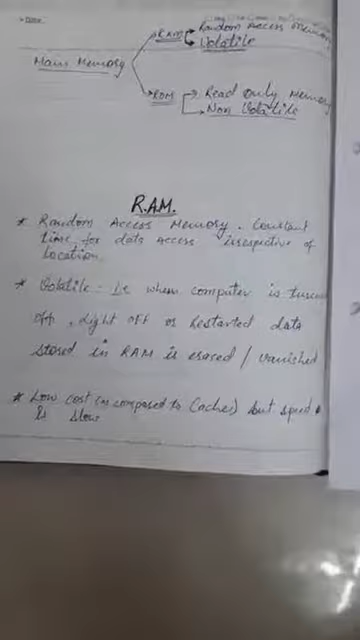 RAM → Random Access Memory
→ Volatile
Main Memory
ROM → Read Only Memory
→ Non Volatile
R.A.M.
* Random Access Memory. Constant
time for data access irrespective of
location.
* Volatile - Ie when computer is turned
off, light off or Restarted data
stored in RAM is erased / vanished
* Low cost (as compared to Cache) but speed
is slow